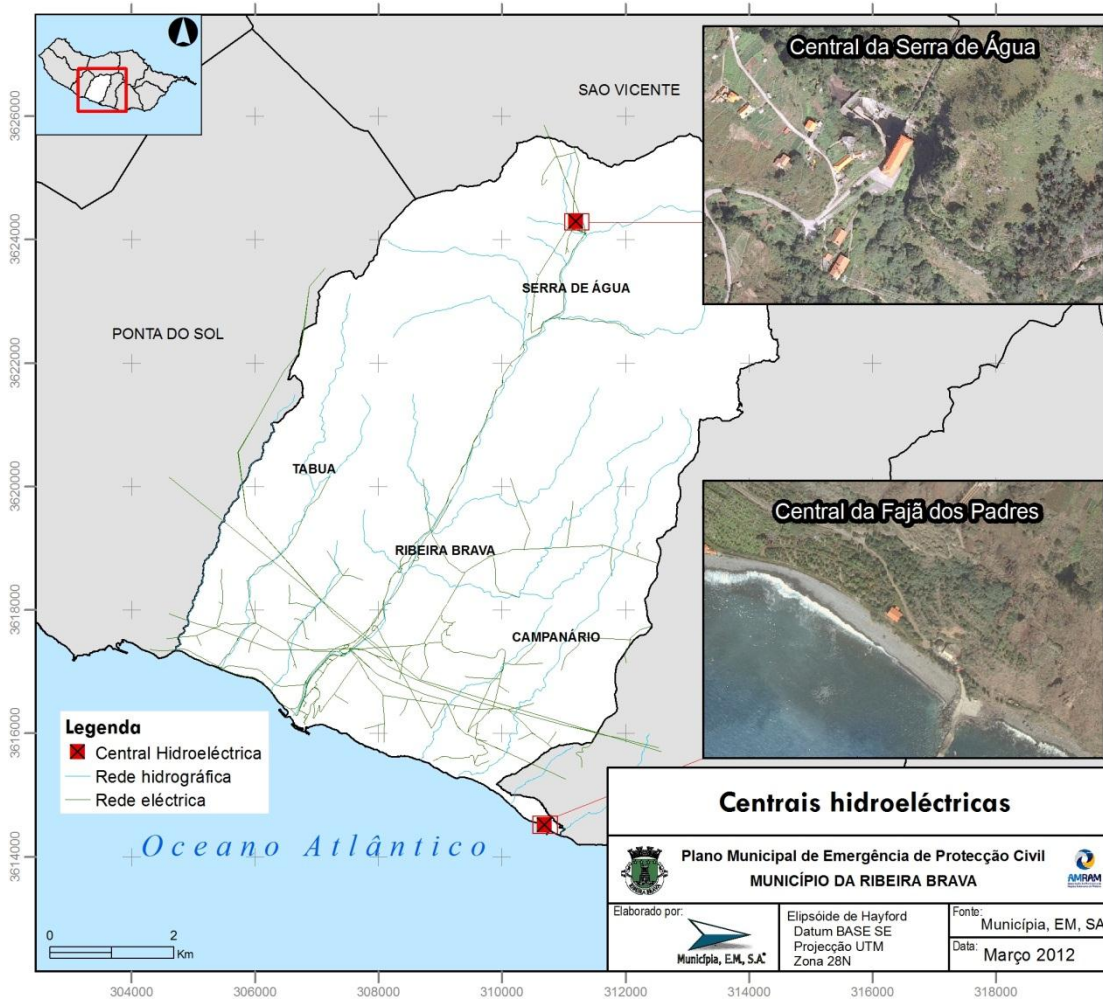 SAO VICENTE
Central da Serra de Água
SERRA DE ÁGUA
PONTA DO SOL
TABUA
RIBEIRA BRAVA
Central da Fajã dos Padres
CAMPANÁRIO
Legenda
Central Hidroeléctrica
Rede hidrográfica
Rede eléctrica
Oceano Atlântico
0 2
Km
3626000
3624000
3622000
3620000
3618000
3616000
3614000
304000 306000 308000 310000 312000 314000 316000 318000
Centrais hidroeléctricas
Plano Municipal de Emergência de Protecção Civil
MUNICÍPIO DA RIBEIRA BRAVA
AMRAM
Elaborado por:
Municípia, E.M., S.A.
Elipsóide de Hayford
Datum BASE SE
Projecção UTM
Zona 28N
Fonte:
Municípia, EM, SA
Data: Março 2012